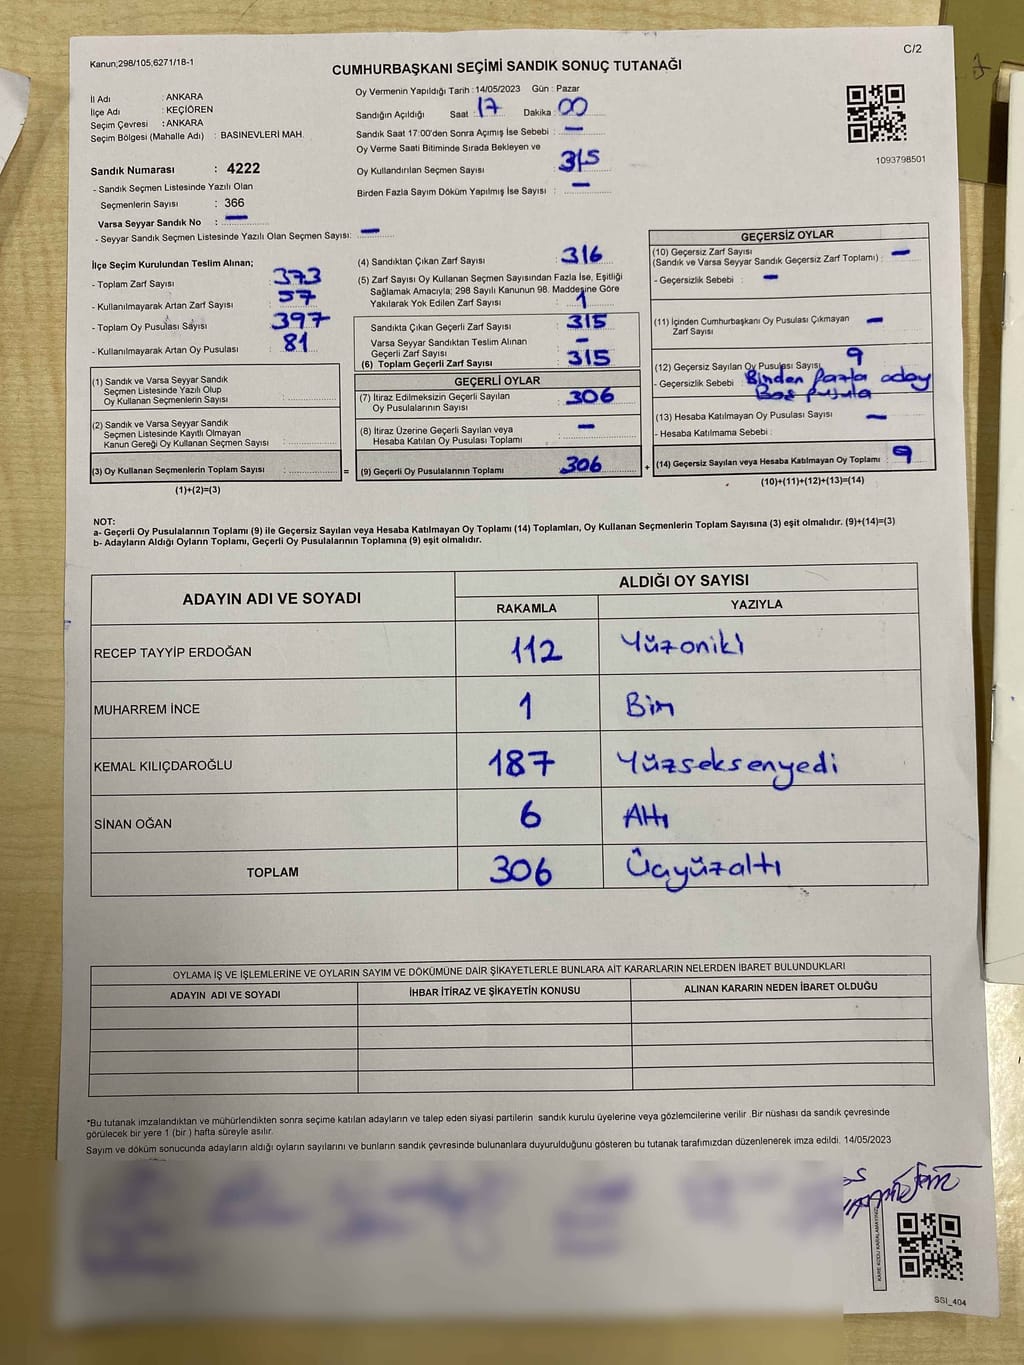 Kanun;298/105,6271/18-1
C/2
CUMHURBAŞKANI SEÇİMİ SANDIK SONUÇ TUTANAĞI
İl Adı : ANKARA
İlçe Adı : KEÇİÖREN
Seçim Çevresi : ANKARA
Seçim Bölgesi (Mahalle Adı) : BASINEVLERİ MAH.
Sandık Numarası : 4222
- Sandık Seçmen Listesinde Yazılı Olan
Seçmenlerin Sayısı : 366
Varsa Seyyar Sandık No : —
- Seyyar Sandık Seçmen Listesinde Yazılı Olan Seçmen Sayısı: —
Oy Vermenin Yapıldığı Tarih : 14/05/2023 Gün : Pazar
Sandığın Açıldığı Saat : 17 Dakika : 00
Sandık Saat 17:00'den Sonra Açımış İse Sebebi : —
Oy Verme Saati Bitiminde Sırada Bekleyen ve
Oy Kullandırılan Seçmen Sayısı : 315
Birden Fazla Sayım Döküm Yapılmış İse Sayısı : —
1093798501
İlçe Seçim Kurulundan Teslim Alınan;
- Toplam Zarf Sayısı : 373
- Kullanılmayarak Artan Zarf Sayısı : 57
- Toplam Oy Pusulası Sayısı : 397
- Kullanılmayarak Artan Oy Pusulası : 81
(1) Sandık ve Varsa Seyyar Sandık
Seçmen Listesinde Yazılı Olup
Oy Kullanan Seçmenlerin Sayısı :
(2) Sandık ve Varsa Seyyar Sandık
Seçmen Listesinde Kayıtlı Olmayan
Kanun Gereği Oy Kullanan Seçmen Sayısı :
(3) Oy Kullanan Seçmenlerin Toplam Sayısı :
(1)+(2)=(3)
=
(4) Sandıktan Çıkan Zarf Sayısı : 316
(5) Zarf Sayısı Oy Kullanan Seçmen Sayısından Fazla İse, Eşitliği
Sağlamak Amacıyla; 298 Sayılı Kanunun 98. Maddesine Göre
Yakılarak Yok Edilen Zarf Sayısı : 1
Sandıkta Çıkan Geçerli Zarf Sayısı : 315
Varsa Seyyar Sandıktan Teslim Alınan
Geçerli Zarf Sayısı : —
(6) Toplam Geçerli Zarf Sayısı : 315
GEÇERLİ OYLAR
(7) İtiraz Edilmeksizin Geçerli Sayılan
Oy Pusulalarının Sayısı : 306
(8) İtiraz Üzerine Geçerli Sayılan veya
Hesaba Katılan Oy Pusulası Toplamı : —
(9) Geçerli Oy Pusulalarının Toplamı : 306
+
GEÇERSİZ OYLAR
(10) Geçersiz Zarf Sayısı
(Sandık ve Varsa Seyyar Sandık Geçersiz Zarf Toplamı) : —
- Geçersizlik Sebebi : —
(11) İçinden Cumhurbaşkanı Oy Pusulası Çıkmayan
Zarf Sayısı : —
(12) Geçersiz Sayılan Oy Pusulası Sayısı : 9
- Geçersizlik Sebebi : Birden fazla aday
Boş pusula
(13) Hesaba Katılmayan Oy Pusulası Sayısı : —
- Hesaba Katılmama Sebebi :
(14) Geçersiz Sayılan veya Hesaba Katılmayan Oy Toplamı : 9
(10)+(11)+(12)+(13)=(14)
NOT:
a- Geçerli Oy Pusulalarının Toplamı (9) ile Geçersiz Sayılan veya Hesaba Katılmayan Oy Toplamı (14) Toplamları, Oy Kullanan Seçmenlerin Toplam Sayısına (3) eşit olmalıdır. (9)+(14)=(3)
b- Adayların Aldığı Oyların Toplamı, Geçerli Oy Pusulalarının Toplamına (9) eşit olmalıdır.
ADAYIN ADI VE SOYADI
ALDIĞI OY SAYISI
RAKAMLA YAZIYLA
RECEP TAYYİP ERDOĞAN 112 Yüzoniki
MUHARREM İNCE 1 Bir
KEMAL KILIÇDAROĞLU 187 Yüzseksenyedi
SİNAN OĞAN 6 Altı
TOPLAM 306 Üçyüzaltı
OYLAMA İŞ VE İŞLEMLERİNE VE OYLARIN SAYIM VE DÖKÜMÜNE DAİR ŞİKAYETLERLE BUNLARA AİT KARARLARIN NELERDEN İBARET BULUNDUKLARI
ADAYIN ADI VE SOYADI İHBAR İTİRAZ VE ŞİKAYETİN KONUSU ALINAN KARARIN NEDEN İBARET OLDUĞU
*Bu tutanak imzalandıktan ve mühürlendikten sonra seçime katılan adayların ve talep eden siyasi partilerin sandık kurulu üyelerine veya gözlemcilerine verilir .Bir nüshası da sandık çevresinde
görülecek bir yere 1 (bir ) hafta süreyle asılır.
Sayım ve döküm sonucunda adayların aldığı oyların sayılarını ve bunların sandık çevresinde bulunanlara duyurulduğunu gösteren bu tutanak tarafımızdan düzenlenerek imza edildi. 14/05/2023
KARE KODU KARALAMAYINIZ
SSI_404